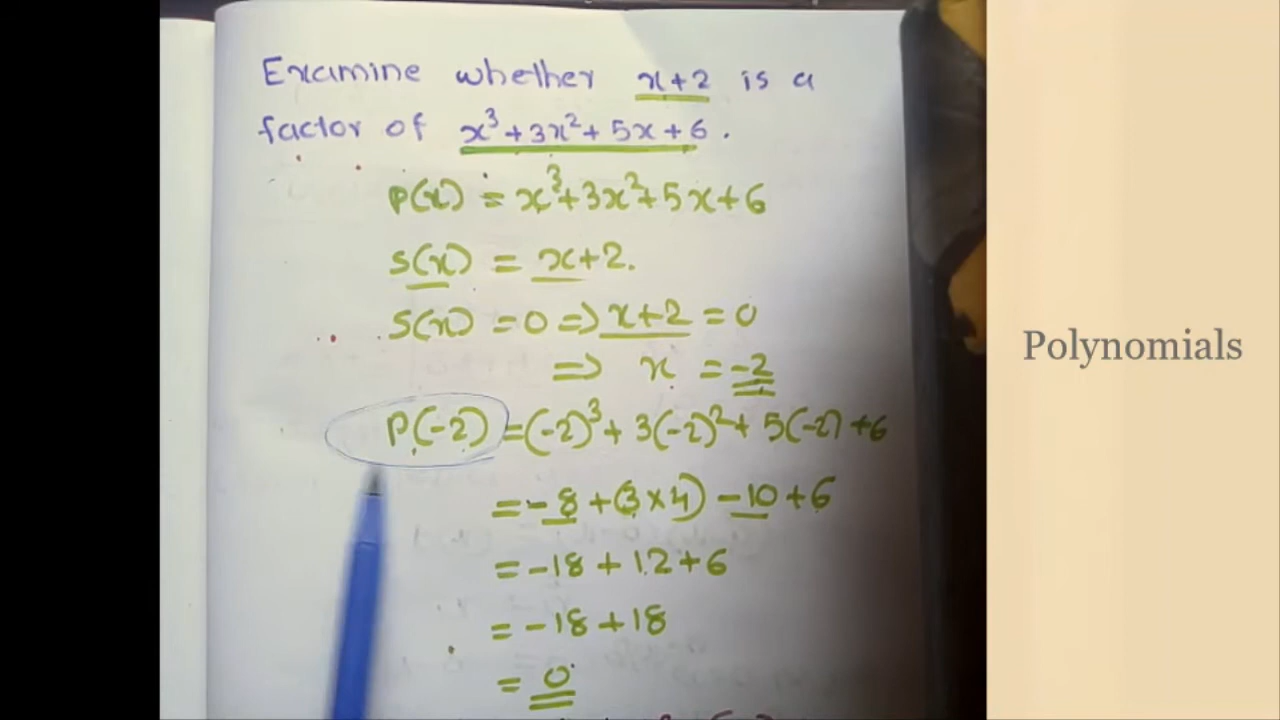 Examine whether x+2 is a
factor of x³+3x²+5x+6.
P(x) = x³+3x²+5x+6
S(x) = x+2.
S(x) = 0 ⇒ x+2 = 0
⇒ x = -2
P(-2) = (-2)³ + 3(-2)² + 5(-2) + 6
= -8 + (3×4) - 10 + 6
= -18 + 12 + 6
= -18 + 18
= 0
Polynomials